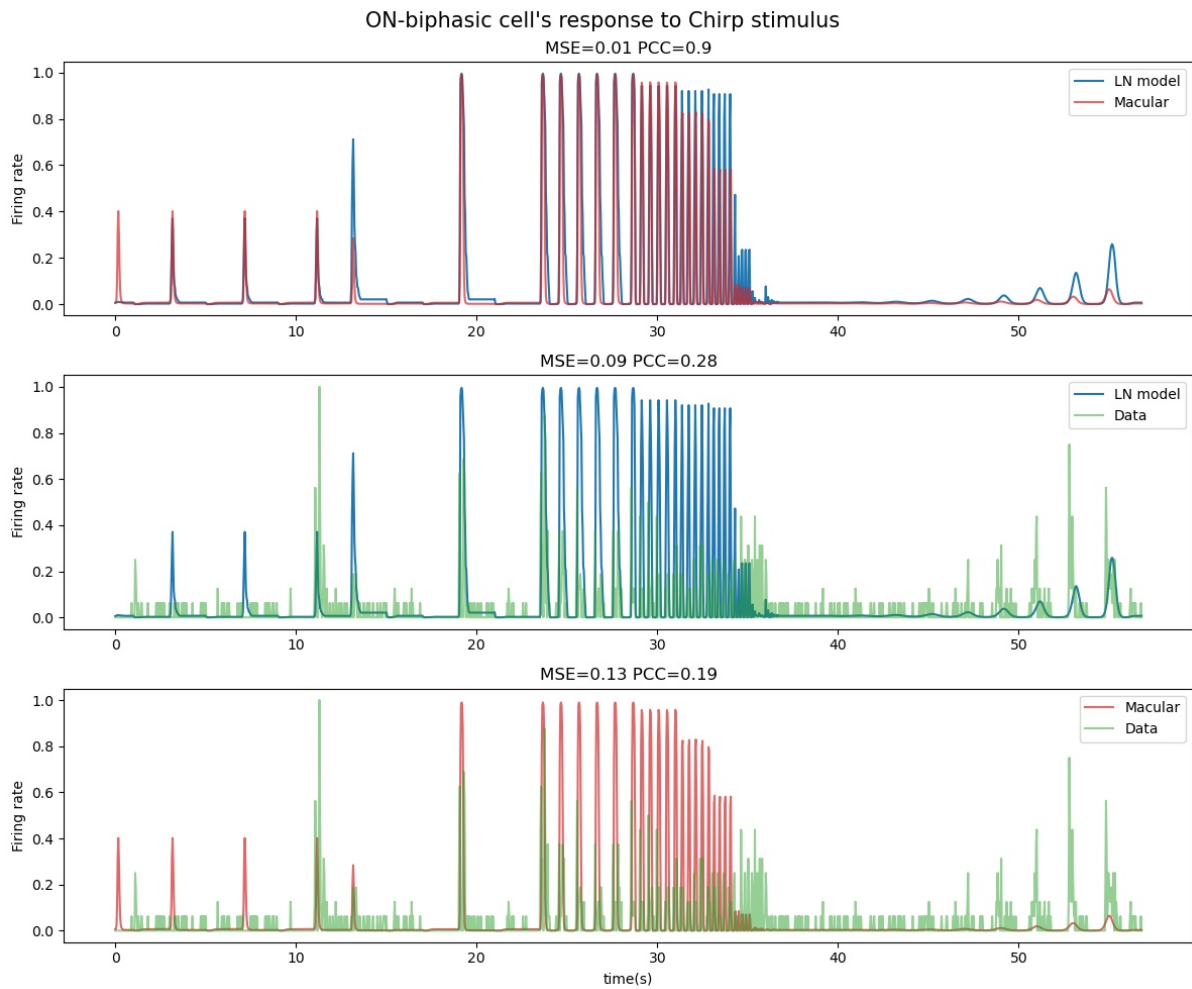 ON-biphasic cell's response to Chirp stimulus
MSE=0.01 PCC=0.9
Firing rate
1.0
0.8
0.6
0.4
0.2
0.0
LN model
Macular
0 10 20 30 40 50
MSE=0.09 PCC=0.28
Firing rate
1.0
0.8
0.6
0.4
0.2
0.0
LN model
Data
0 10 20 30 40 50
MSE=0.13 PCC=0.19
Firing rate
1.0
0.8
0.6
0.4
0.2
0.0
Macular
Data
0 10 20 30 40 50
time(s)